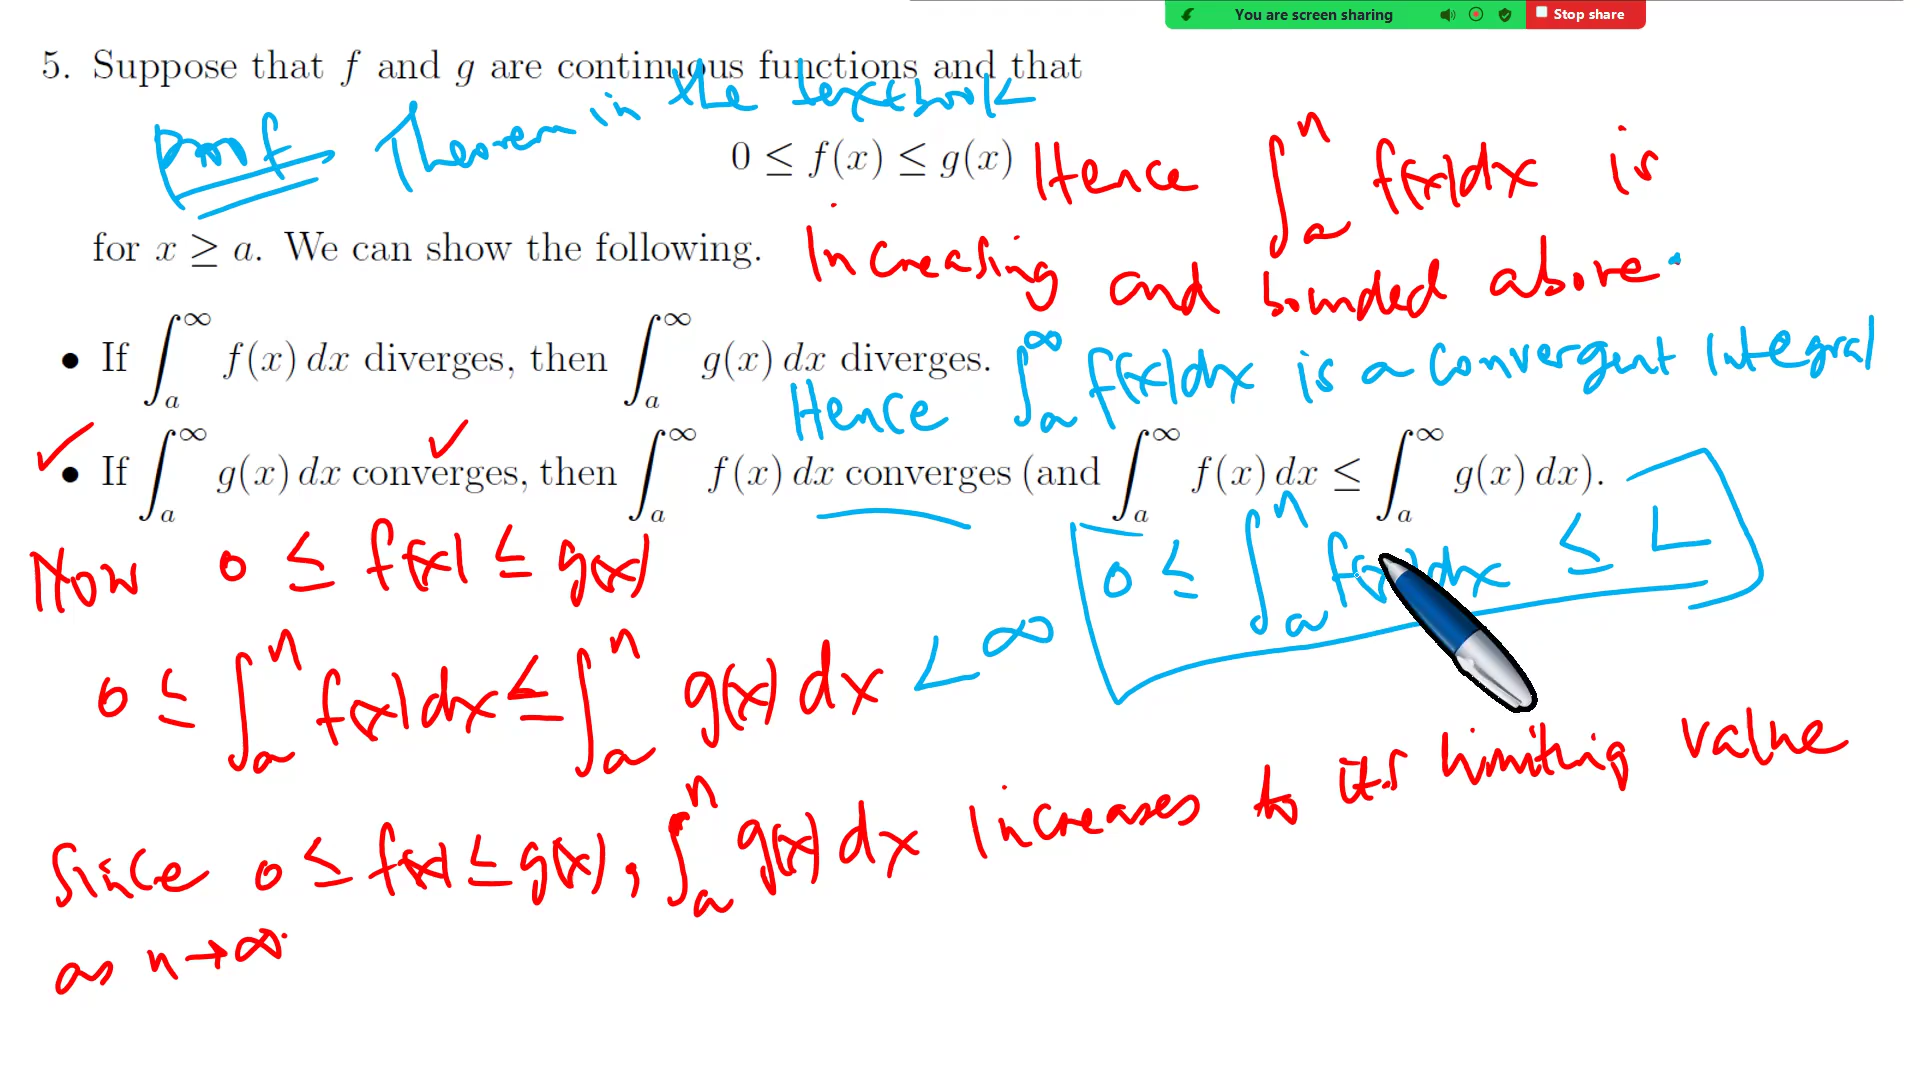 You are screen sharing Stop share
5. Suppose that f and g are continuous functions and that
Proof Theorem in the textbook
0 ≤ f(x) ≤ g(x)
Hence ∫_a^n f(x)dx is
increasing and bounded above.
for x ≥ a. We can show the following.
• If ∫_a^∞ f(x) dx diverges, then ∫_a^∞ g(x) dx diverges.
Hence ∫_a^∞ f(x)dx is a convergent integral
✓ • If ∫_a^∞ g(x) dx converges, then ∫_a^∞ f(x) dx converges (and ∫_a^∞ f(x) dx ≤ ∫_a^∞ g(x) dx).
✓
Now 0 ≤ f(x) ≤ g(x)
0 ≤ ∫_a^n f(x)dx ≤ L
0 ≤ ∫_a^n f(x)dx ≤ ∫_a^n g(x) dx < ∞
Since 0 ≤ f(x) ≤ g(x), ∫_a^n g(x) dx increases to its limiting value
as n→∞.